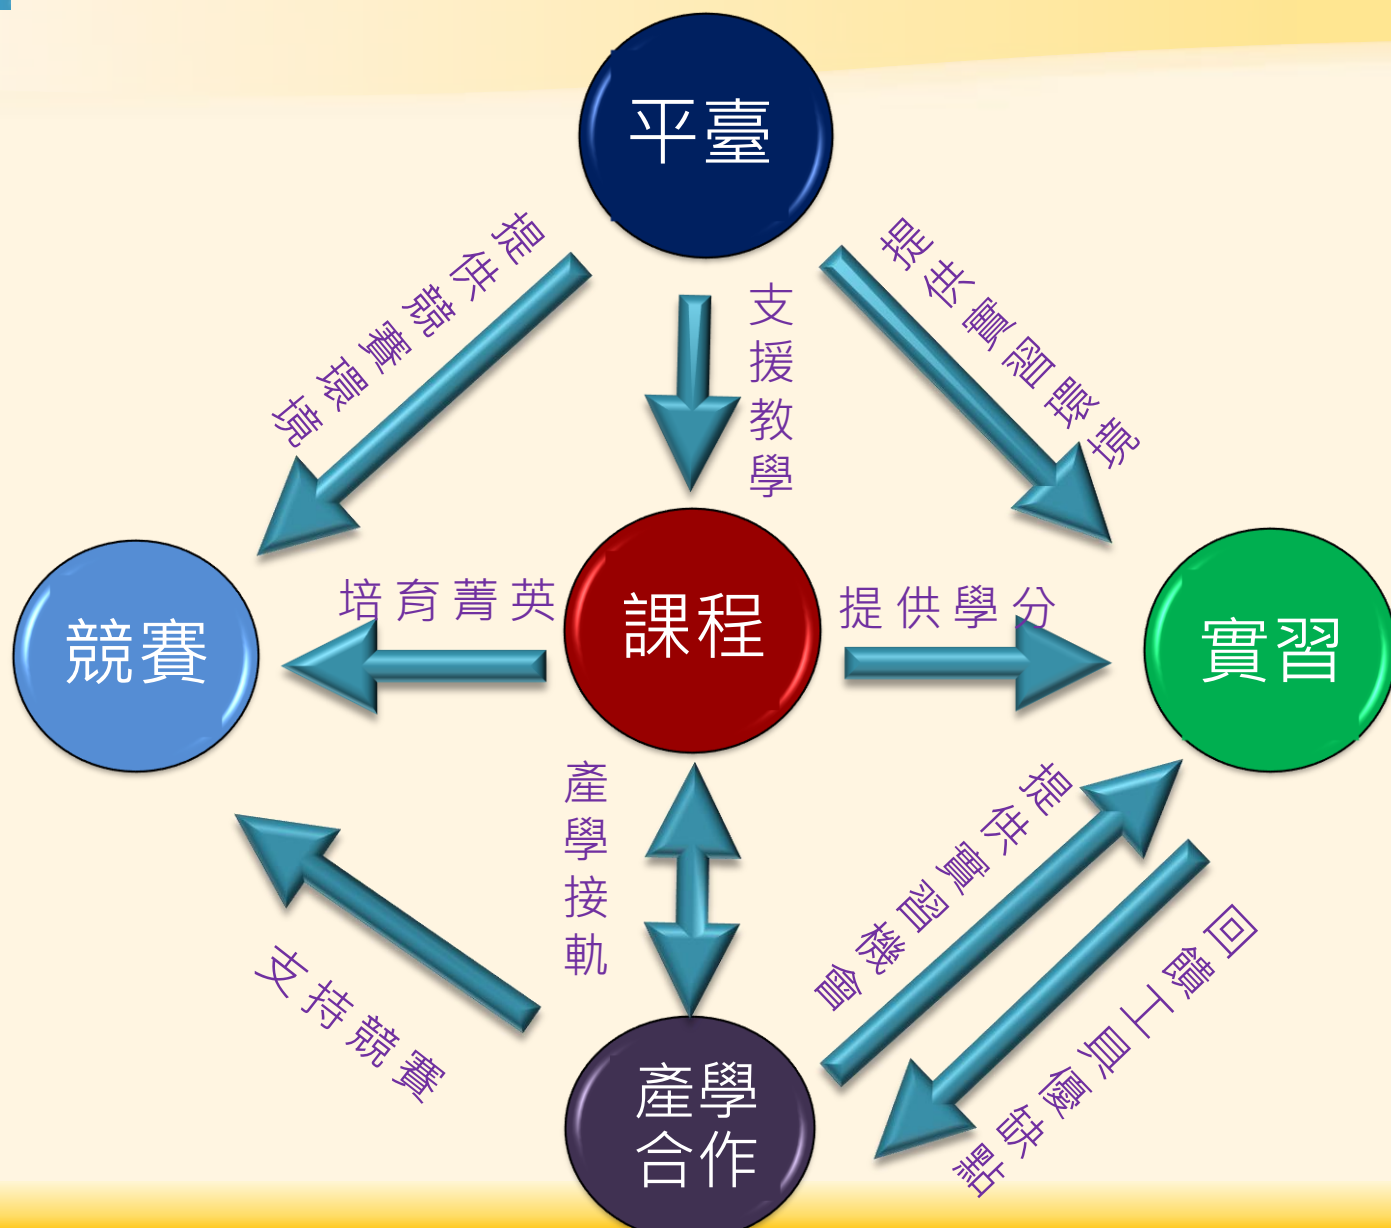 平臺
提供競賽環境
支援教學
提供實習環境
競賽
培育菁英
課程
提供學分
實習
產學接軌
支持競賽
提供實習機會
回饋工具優缺點
產學
合作